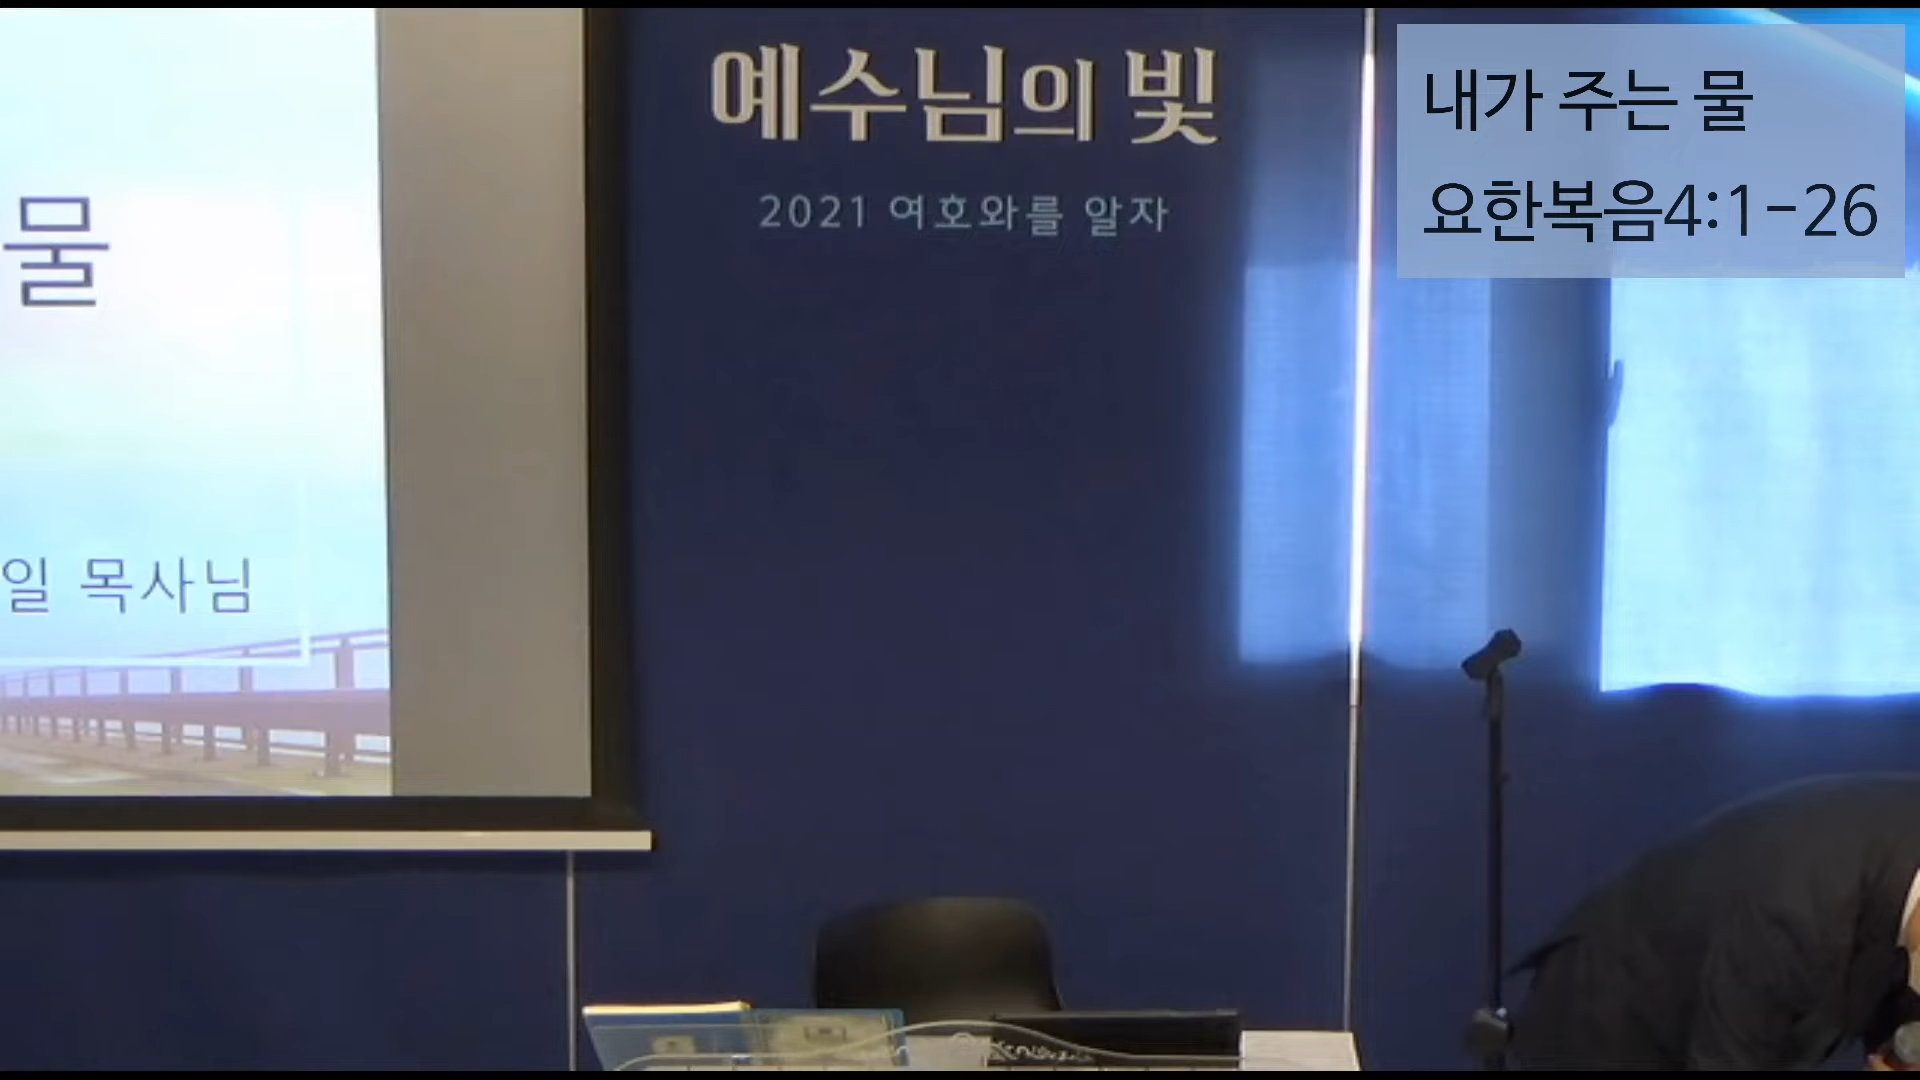 예수님의 빛
2021 여호와를 알자
내가 주는 물
요한복음4:1-26
물
일 목사님